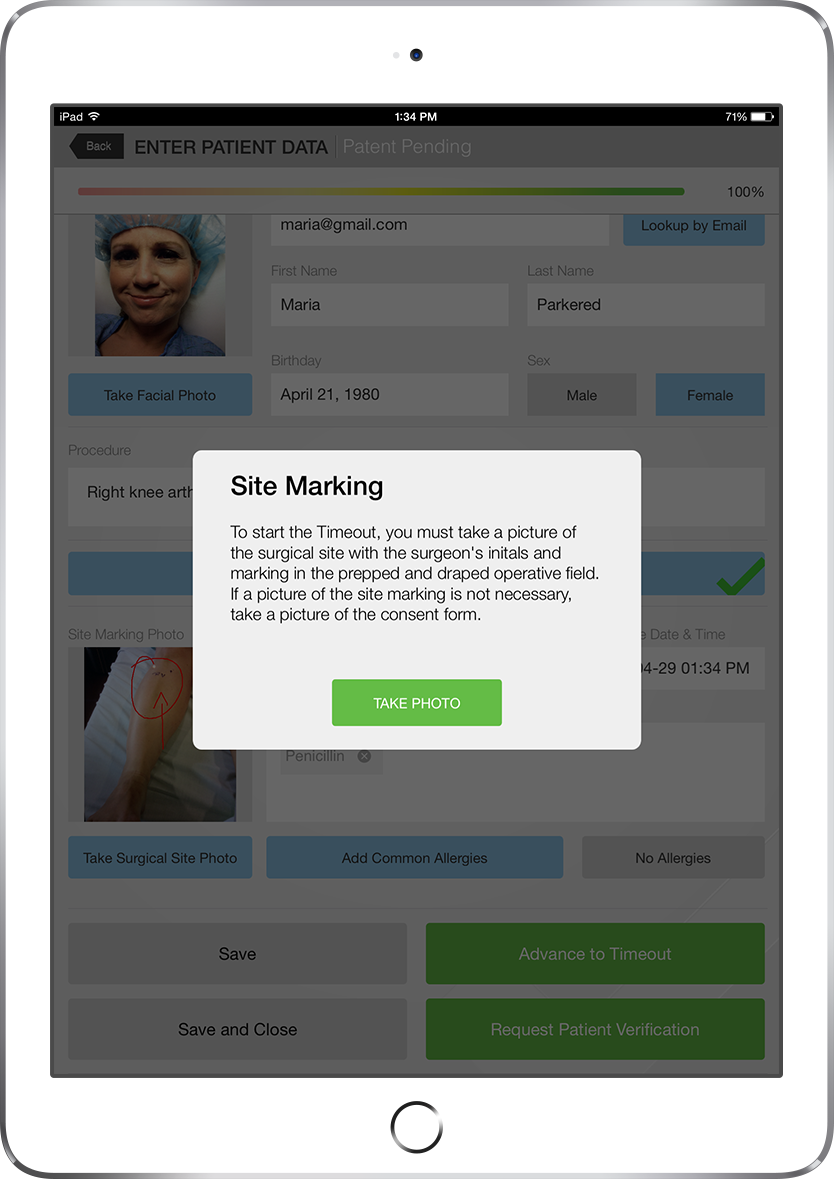 iPad 1:34 PM 71%
Back ENTER PATIENT DATA Patent Pending
100%
maria@gmail.com Lookup by Email
First Name Last Name
Maria Parkered
Birthday Sex
Take Facial Photo April 21, 1980 Male Female
Procedure
Right knee
Site Marking
To start the Timeout, you must take a picture of
the surgical site with the surgeon's initals and
marking in the prepped and draped operative field.
If a picture of the site marking is not necessary,
take a picture of the consent form.
TAKE PHOTO
Site Marking Photo Date & Time
04-29 01:34 PM
Penicillin
Take Surgical Site Photo Add Common Allergies No Allergies
Save Advance to Timeout
Save and Close Request Patient Verification